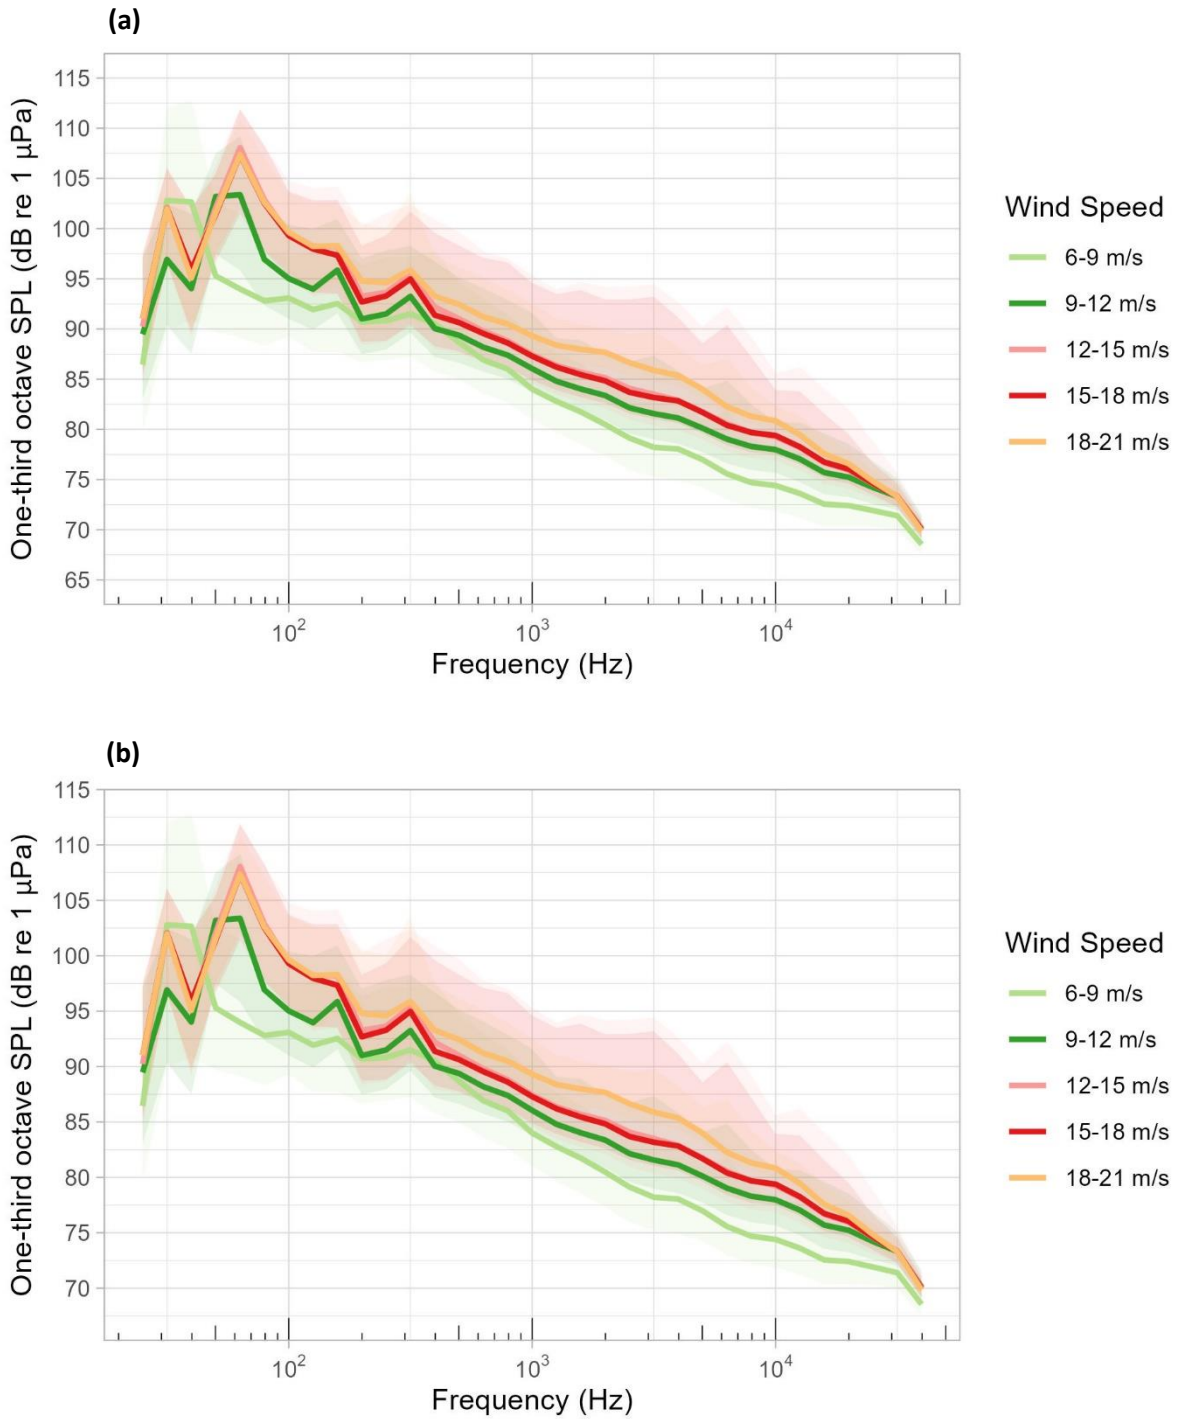 (a)
One-third octave SPL (dB re 1 µPa)
115
110
105
100
95
90
85
80
75
70
65
10²
10³
10⁴
Frequency (Hz)
Wind Speed
6-9 m/s
9-12 m/s
12-15 m/s
15-18 m/s
18-21 m/s
(b)
One-third octave SPL (dB re 1 µPa)
115
110
105
100
95
90
85
80
75
70
10²
10³
10⁴
Frequency (Hz)
Wind Speed
6-9 m/s
9-12 m/s
12-15 m/s
15-18 m/s
18-21 m/s